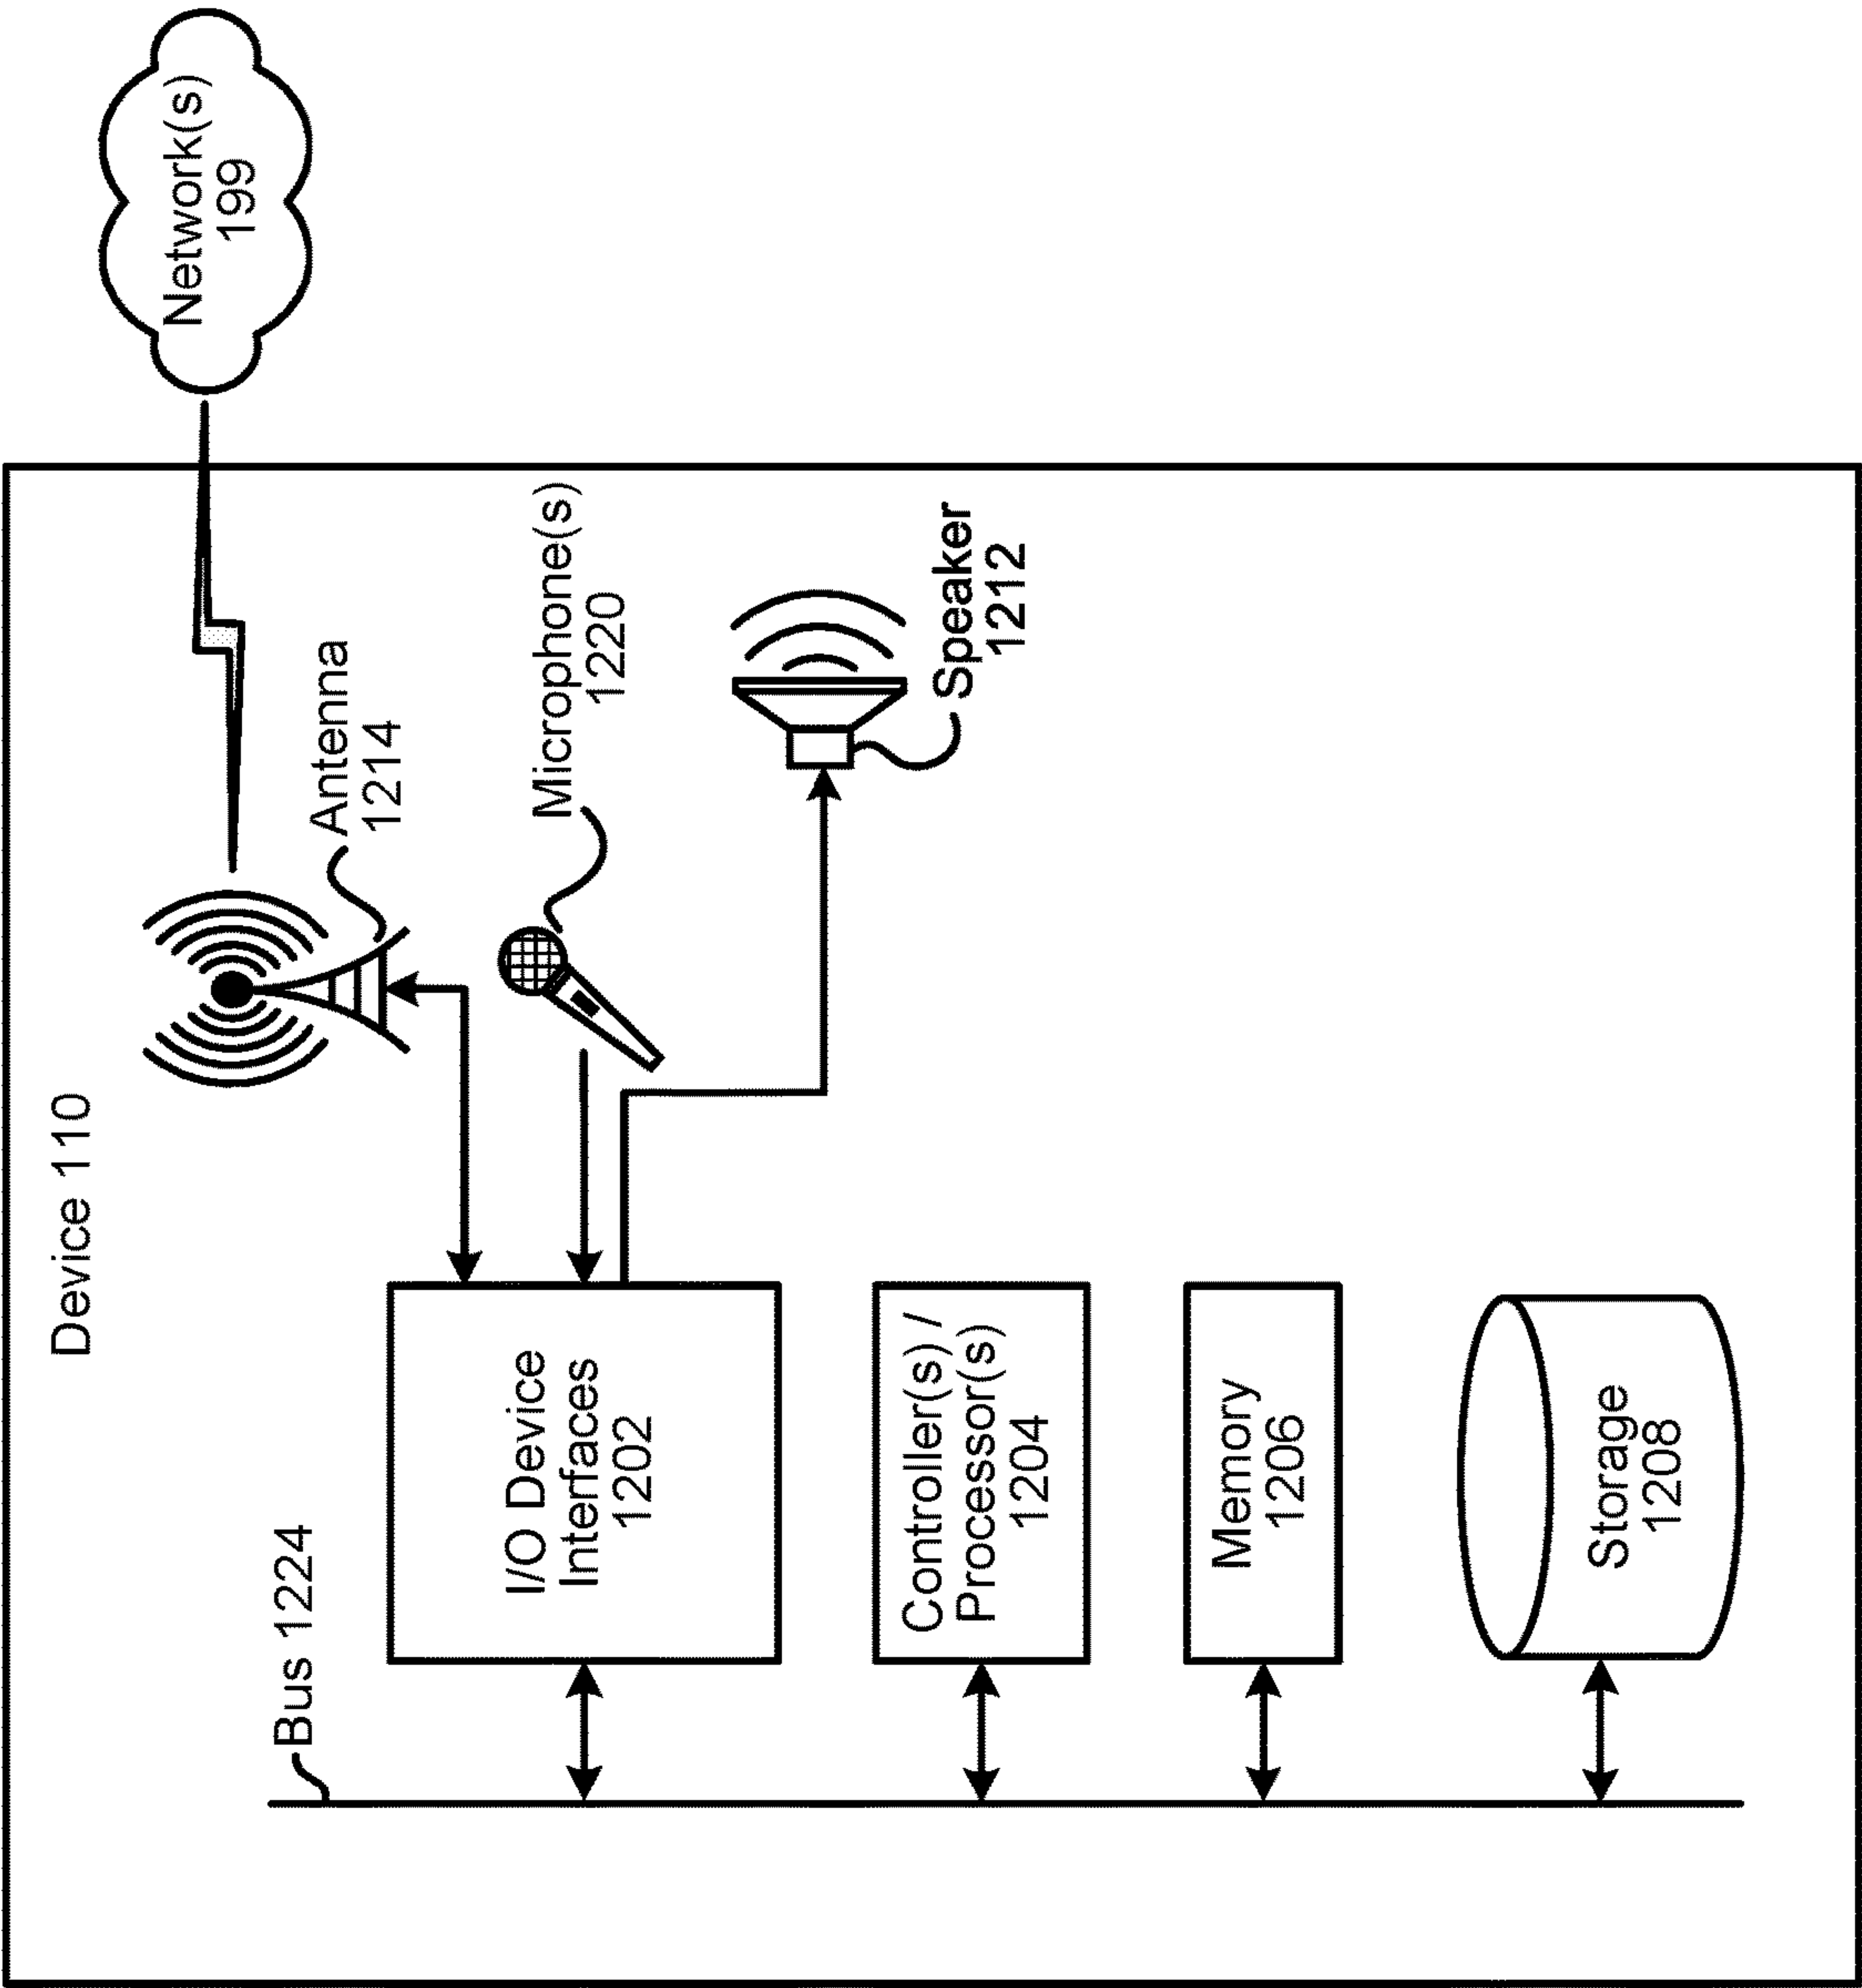 Device 110
Bus 1224
I/O Device
Interfaces
1202
Controller(s) /
Processor(s)
1204
Memory
1206
Storage
1208
Antenna
1214
Microphone(s)
1220
Speaker
1212
Network(s)
199